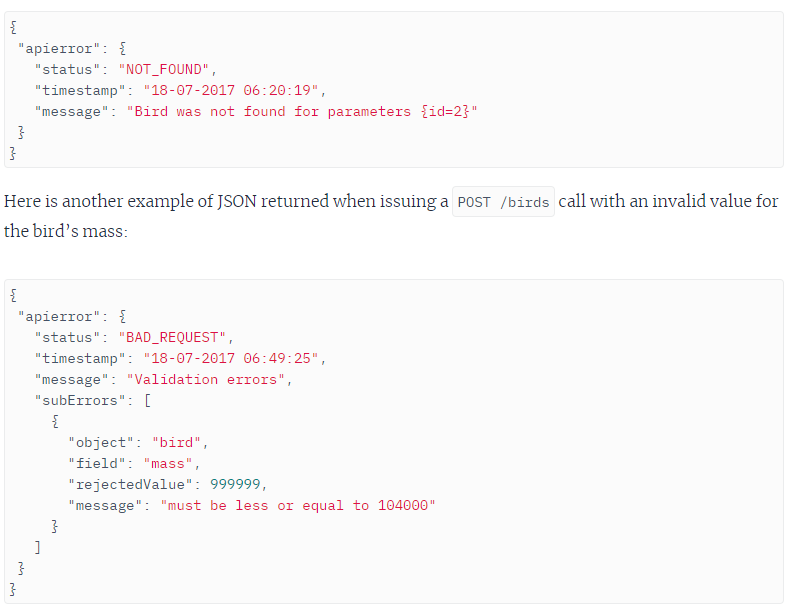 {
 "apierror": {
   "status": "NOT_FOUND",
   "timestamp": "18-07-2017 06:20:19",
   "message": "Bird was not found for parameters {id=2}"
 }
}
Here is another example of JSON returned when issuing a POST /birds call with an invalid value for
the bird’s mass:
{
 "apierror": {
   "status": "BAD_REQUEST",
   "timestamp": "18-07-2017 06:49:25",
   "message": "Validation errors",
   "subErrors": [
     {
       "object": "bird",
       "field": "mass",
       "rejectedValue": 999999,
       "message": "must be less or equal to 104000"
     }
   ]
 }
}